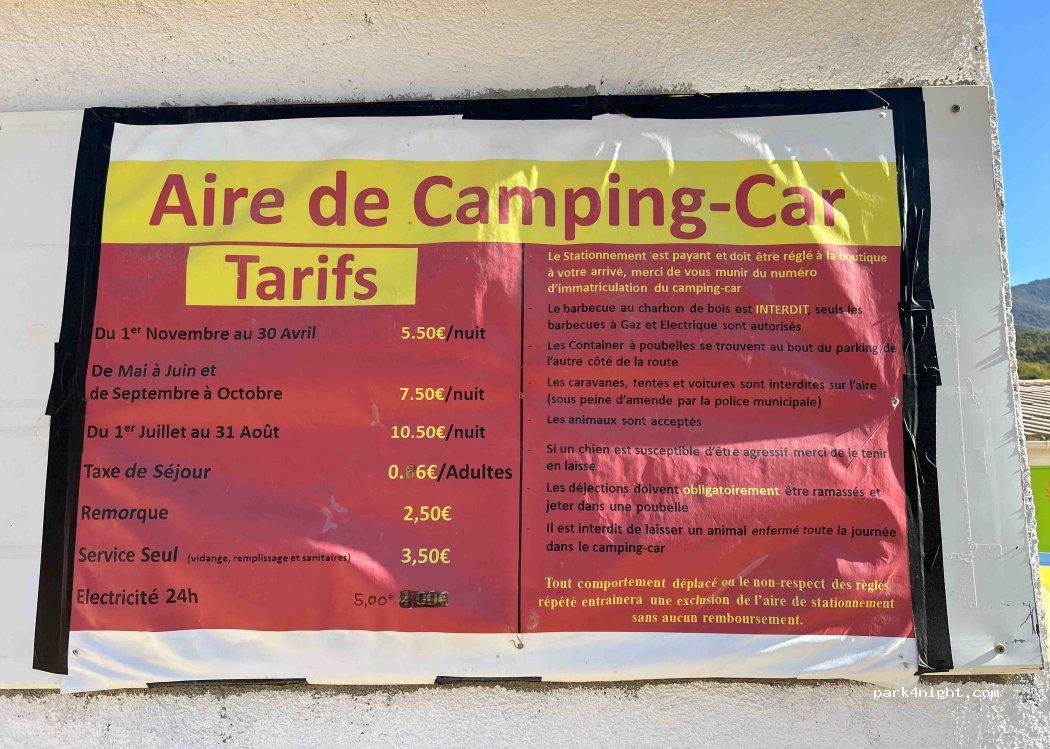 Aire de Camping-Car
Tarifs
Du 1er Novembre au 30 Avril 5.50€/nuit
De Mai à Juin et
de Septembre à Octobre 7.50€/nuit
Du 1er Juillet au 31 Août 10.50€/nuit
Taxe de Séjour 0.66€/Adultes
Remorque 2,50€
Service Seul (vidange, remplissage et sanitaires) 3,50€
Electricité 24h 5,00€
- Le Stationnement est payant et doit être réglé à la boutique
à votre arrivé, merci de vous munir du numéro
d'immatriculation du camping-car
- Le barbecue au charbon de bois est INTERDIT, seuls les
barbecues à Gaz et Electrique sont autorisés
- Les Container à poubelles se trouvent au bout du parking de
l'autre côté de la route
- Les caravanes, tentes et voitures sont interdites sur l'aire
(sous peine d'amende par la police municipale)
- Les animaux sont acceptés
- Si un chien est susceptible d'être agressif merci de le tenir
en laisse
- Les déjections doivent obligatoirement être ramassés et
jeter dans une poubelle
- Il est interdit de laisser un animal enfermé toute la journée
dans le camping-car
Tout comportement déplacé ou le non-respect des règles
répété entrainera une exclusion de l'aire de stationnement
sans aucun remboursement.
park4night.com